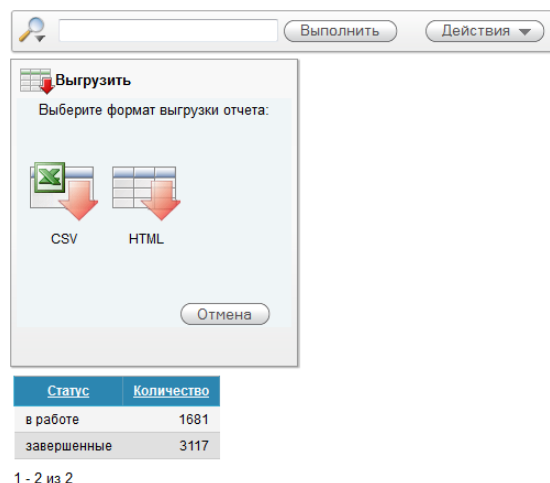 Выполнить Действия
Выгрузить
Выберите формат выгрузки отчета:
CSV HTML
Отмена
Статус Количество
в работе 1681
завершенные 3117
1 - 2 из 2